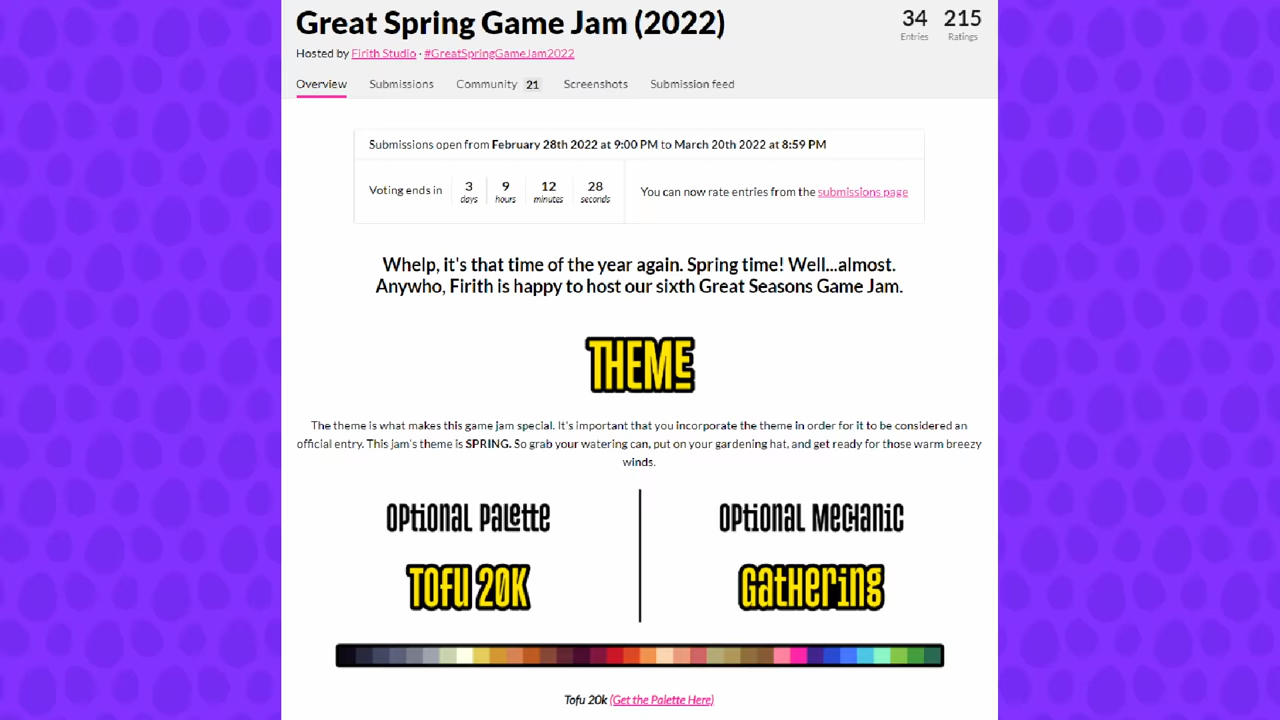 Great Spring Game Jam (2022)
34 215
Entries Ratings
Hosted by Firith Studio · #GreatSpringGameJam2022
Overview Submissions Community 21 Screenshots Submission feed
Submissions open from February 28th 2022 at 9:00 PM to March 20th 2022 at 8:59 PM
Voting ends in 3 days 9 hours 12 minutes 28 seconds
You can now rate entries from the submissions page
Whelp, it's that time of the year again. Spring time! Well...almost.
Anywho, Firith is happy to host our sixth Great Seasons Game Jam.
THEME
The theme is what makes this game jam special. It's important that you incorporate the theme in order for it to be considered an
official entry. This jam's theme is SPRING. So grab your watering can, put on your gardening hat, and get ready for those warm breezy
winds.
Optional Palette
Tofu 20K
Optional Mechanic
Gathering
Tofu 20k (Get the Palette Here)